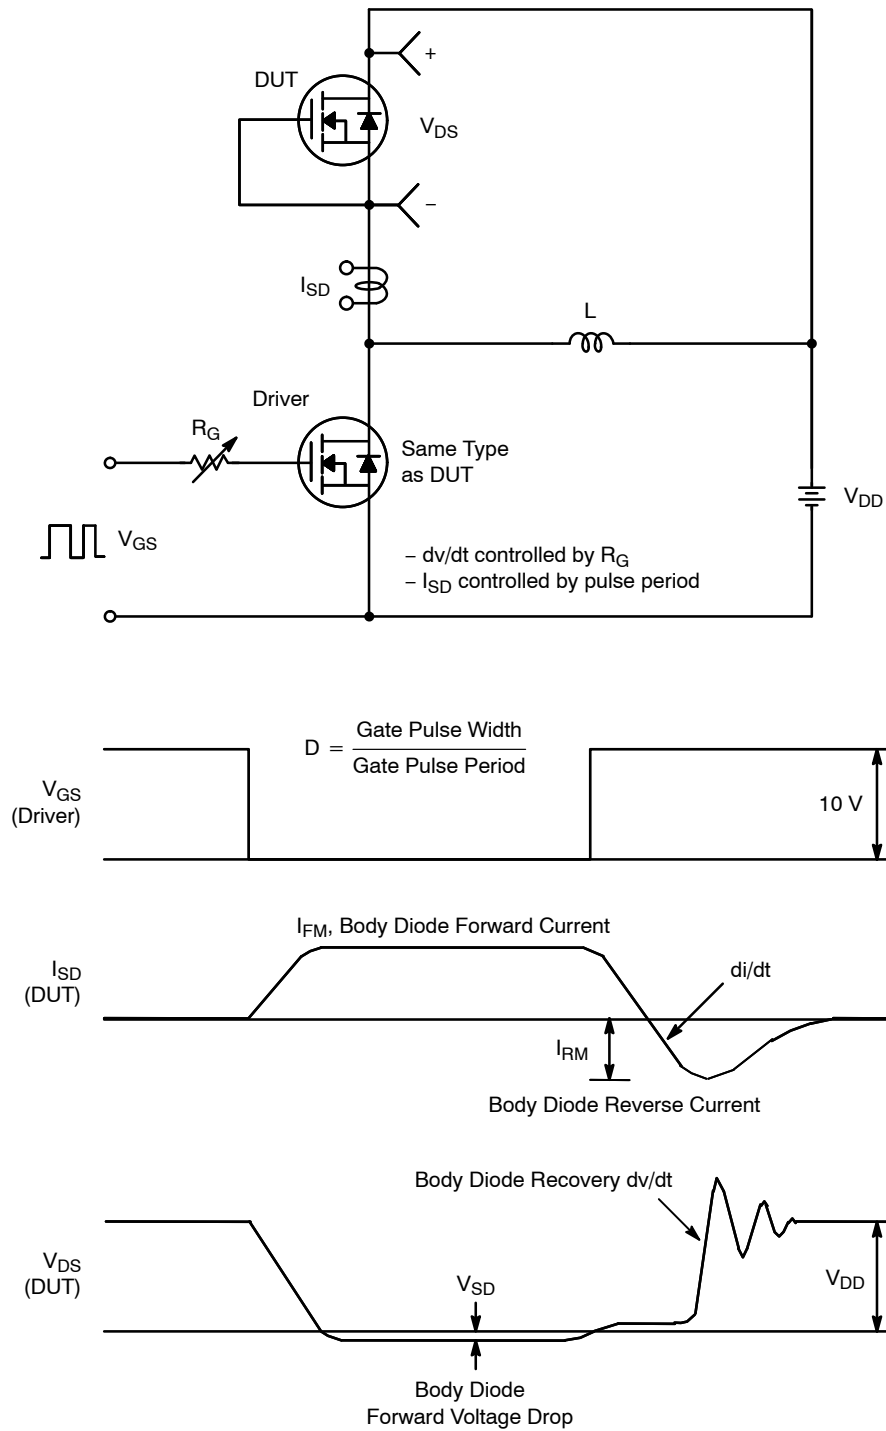 +
DUT
V_DS
−
I_SD
L
Driver
R_G
Same Type
as DUT
V_DD
V_GS
− dv/dt controlled by R_G
− I_SD controlled by pulse period
D = Gate Pulse Width
Gate Pulse Period
V_GS
(Driver)
10 V
I_FM, Body Diode Forward Current
I_SD
(DUT)
di/dt
I_RM
Body Diode Reverse Current
Body Diode Recovery dv/dt
V_DS
(DUT)
V_SD
V_DD
Body Diode
Forward Voltage Drop